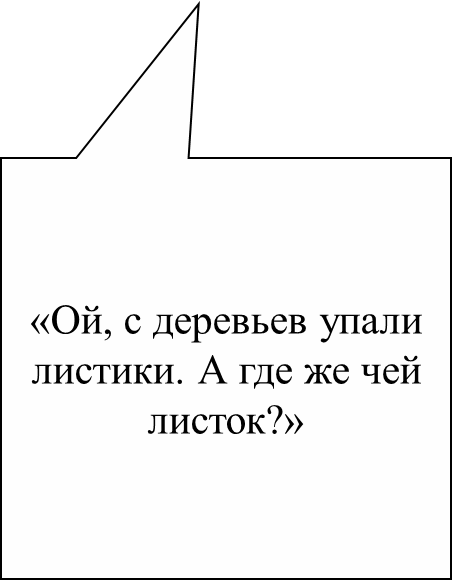 «Ой, с деревьев упали
листики. А где же чей
листок?»